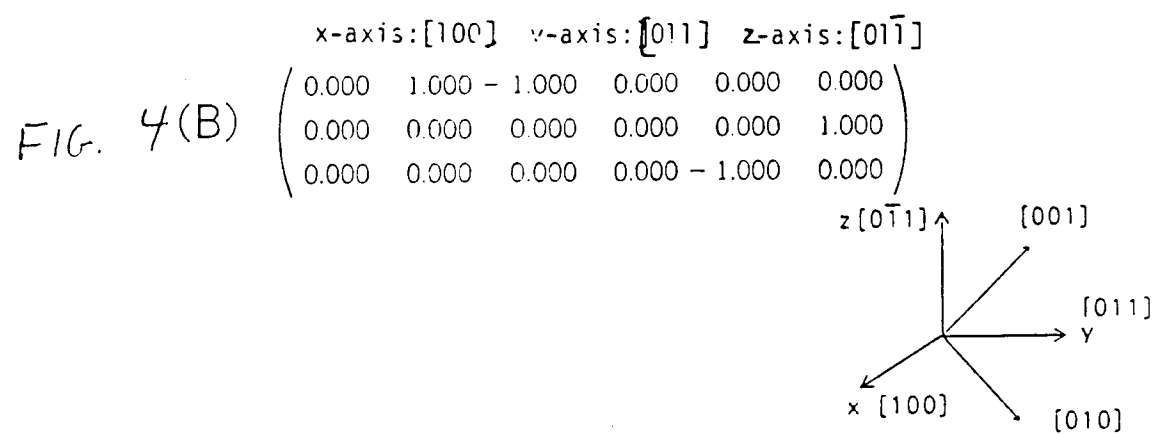 x-axis:[100] y-axis:[011] z-axis:[011̅]
FIG. 4(B)
0.000 1.000 - 1.000 0.000 0.000 0.000
0.000 0.000 0.000 0.000 0.000 1.000
0.000 0.000 0.000 0.000 - 1.000 0.000
z[01̅1] [001]
[011]
Y
x [100]
[010]